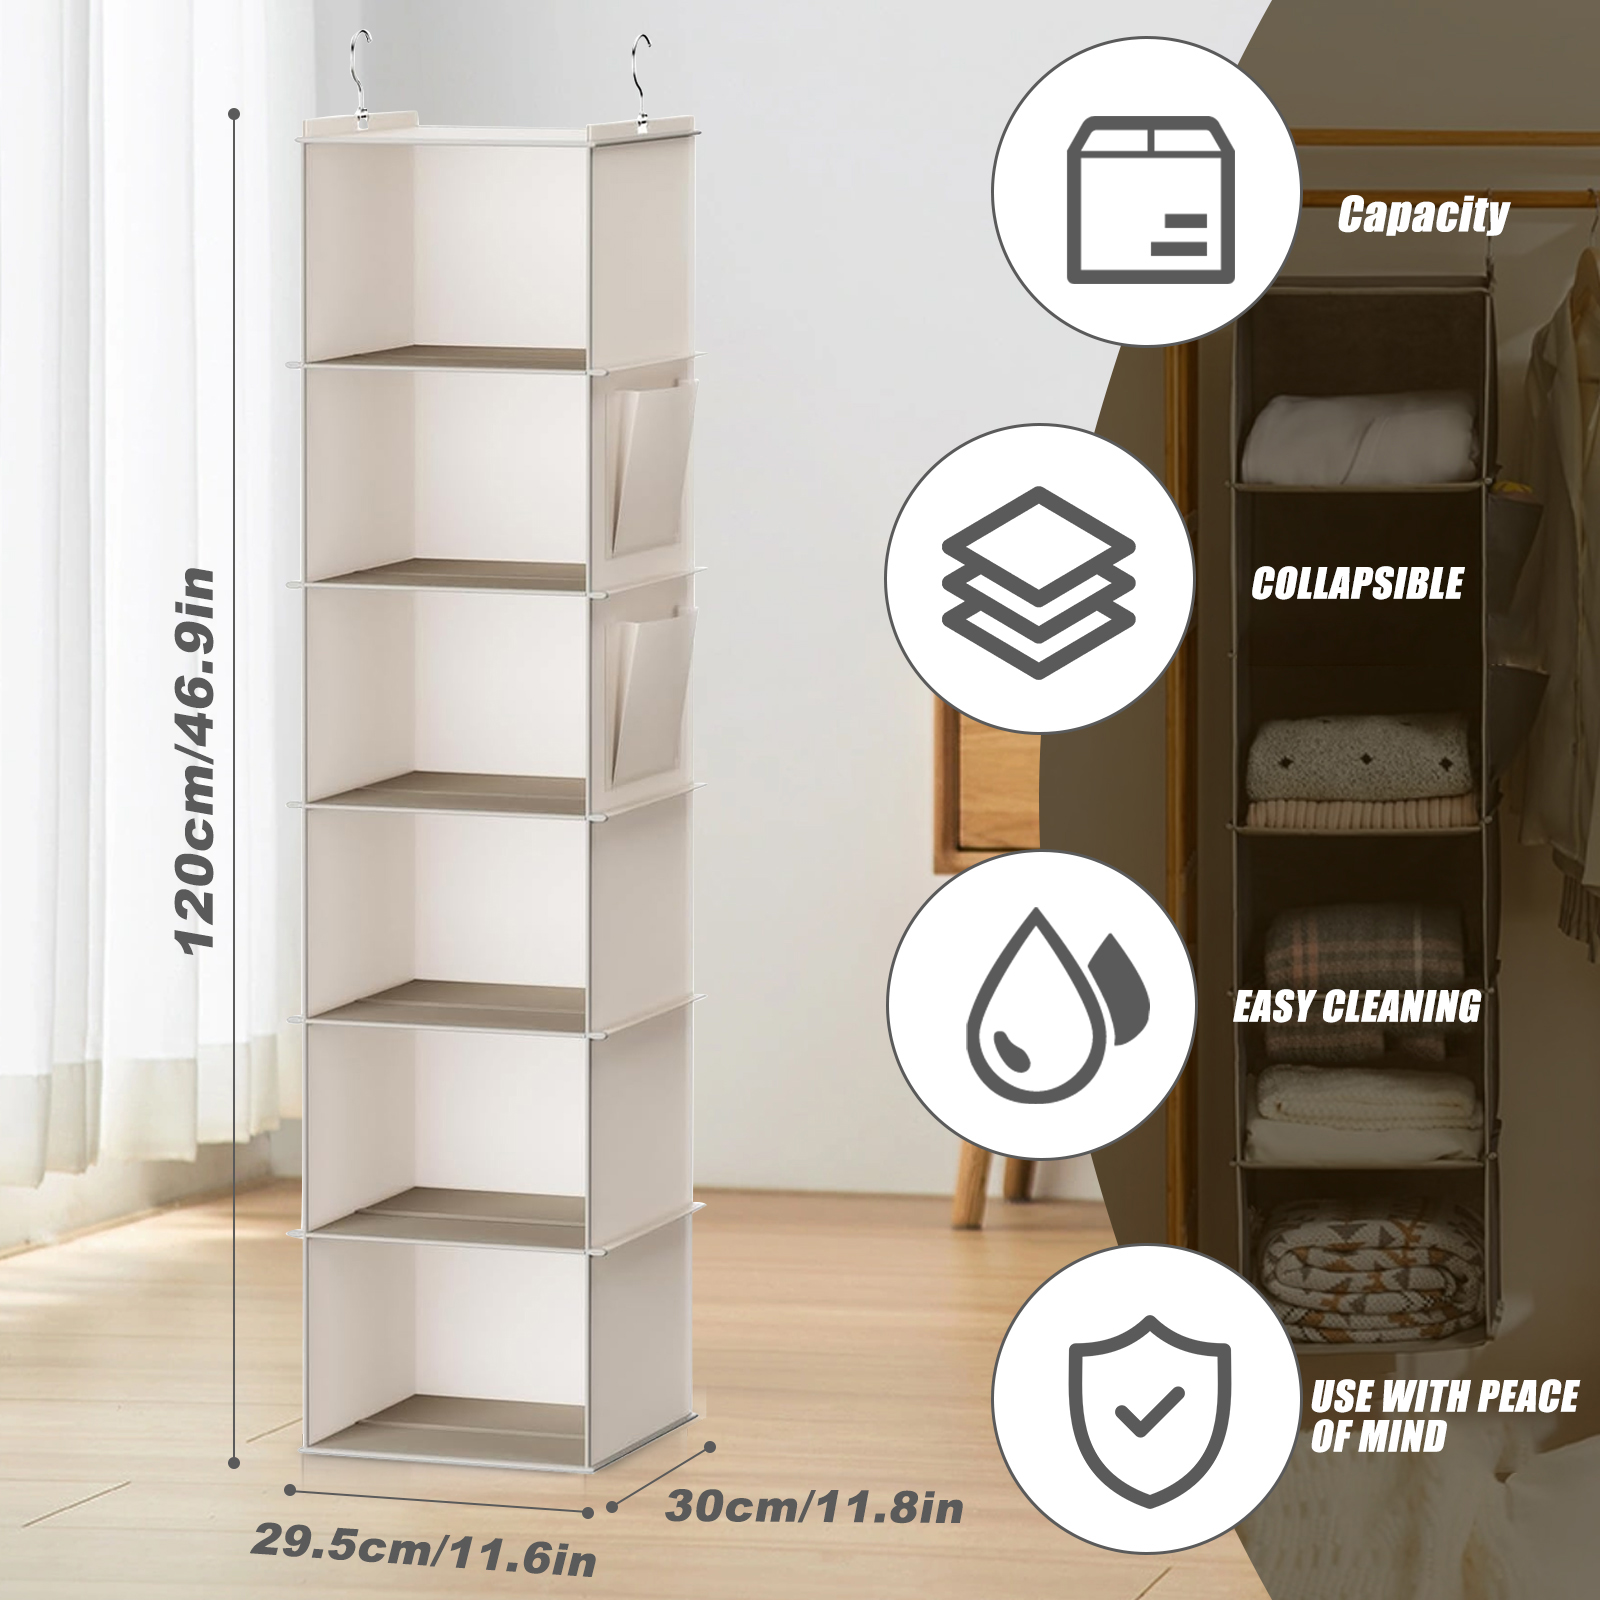 120cm/46.9in
29.5cm/11.6in
30cm/11.8in
Capacity
COLLAPSIBLE
EASY CLEANING
USE WITH PEACE
OF MIND